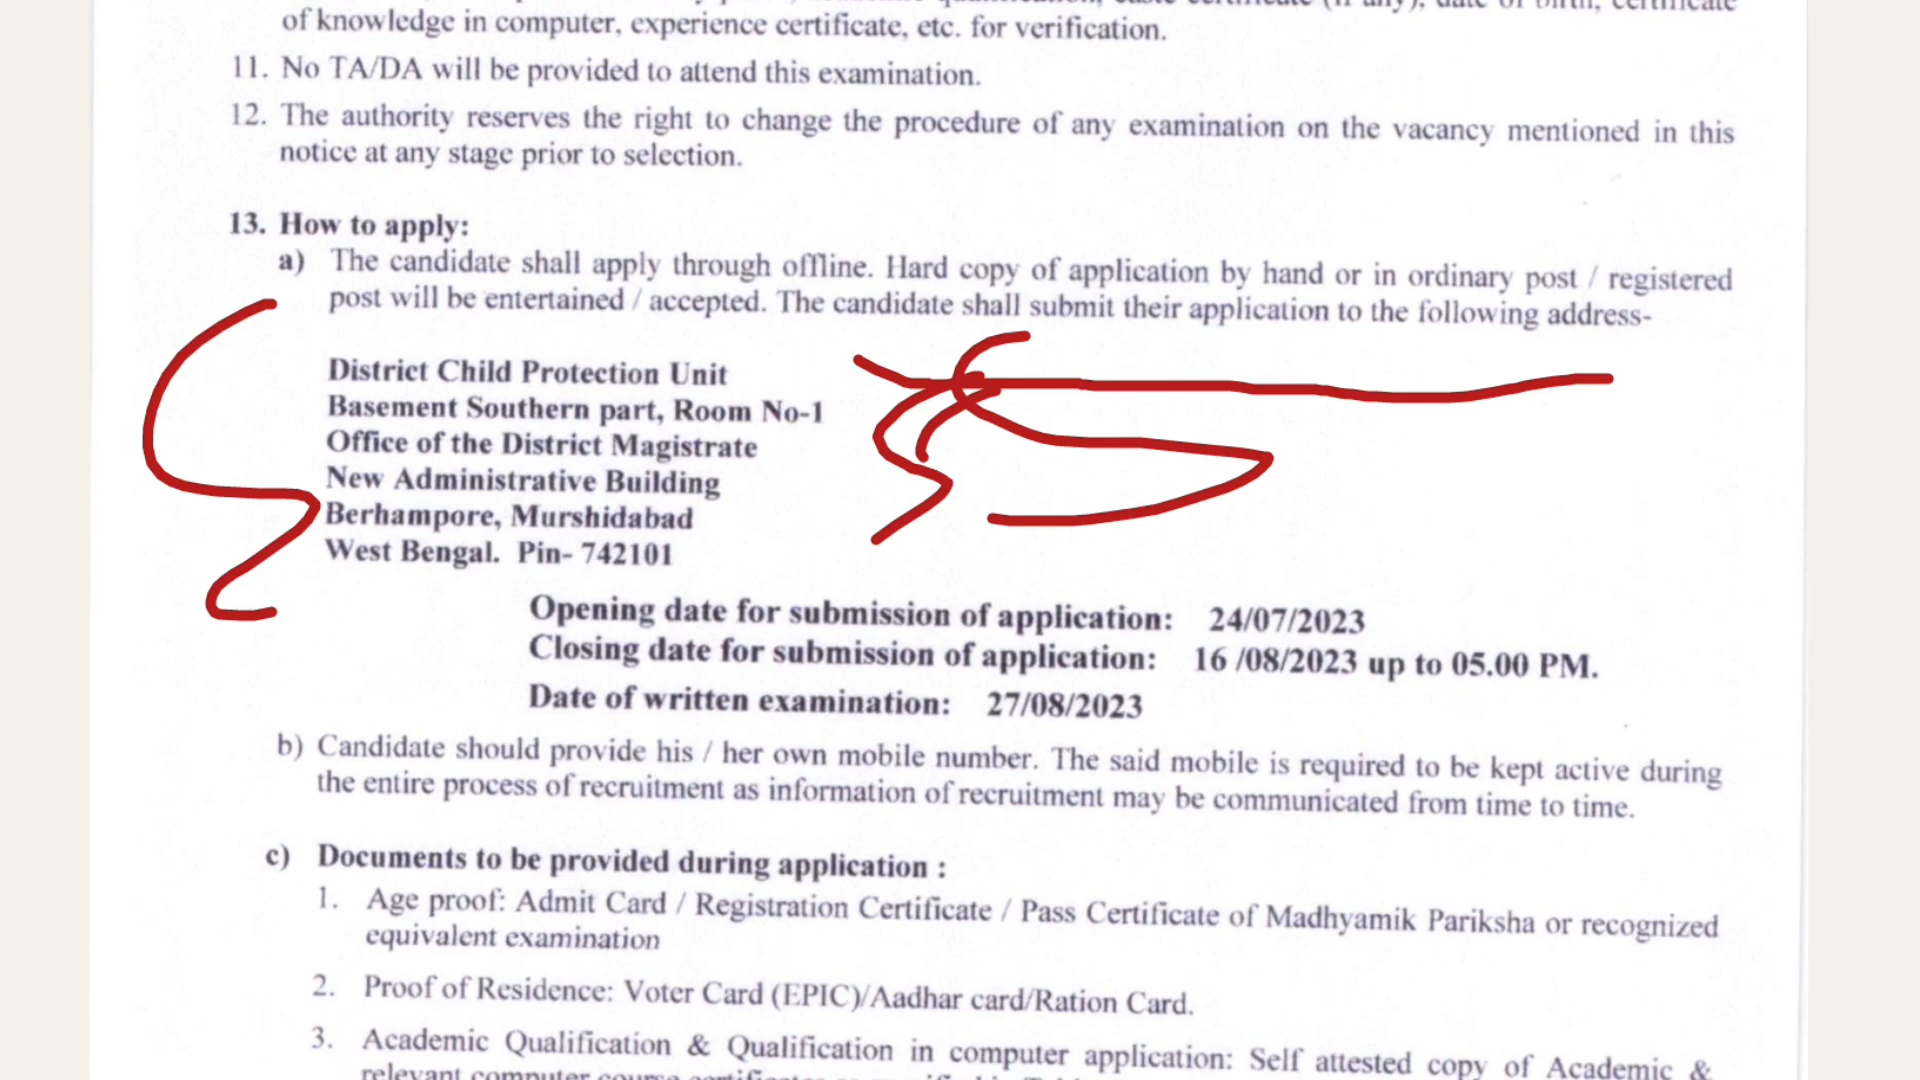 of knowledge in computer, experience certificate, etc. for verification.
11. No TA/DA will be provided to attend this examination.
12. The authority reserves the right to change the procedure of any examination on the vacancy mentioned in this
notice at any stage prior to selection.
13. How to apply:
a) The candidate shall apply through offline. Hard copy of application by hand or in ordinary post / registered
post will be entertained / accepted. The candidate shall submit their application to the following address-
District Child Protection Unit
Basement Southern part, Room No-1
Office of the District Magistrate
New Administrative Building
Berhampore, Murshidabad
West Bengal. Pin- 742101
Opening date for submission of application: 24/07/2023
Closing date for submission of application: 16 /08/2023 up to 05.00 PM.
Date of written examination: 27/08/2023
b) Candidate should provide his / her own mobile number. The said mobile is required to be kept active during
the entire process of recruitment as information of recruitment may be communicated from time to time.
c) Documents to be provided during application :
1. Age proof: Admit Card / Registration Certificate / Pass Certificate of Madhyamik Pariksha or recognized
equivalent examination
2. Proof of Residence: Voter Card (EPIC)/Aadhar card/Ration Card.
3. Academic Qualification & Qualification in computer application: Self attested copy of Academic &